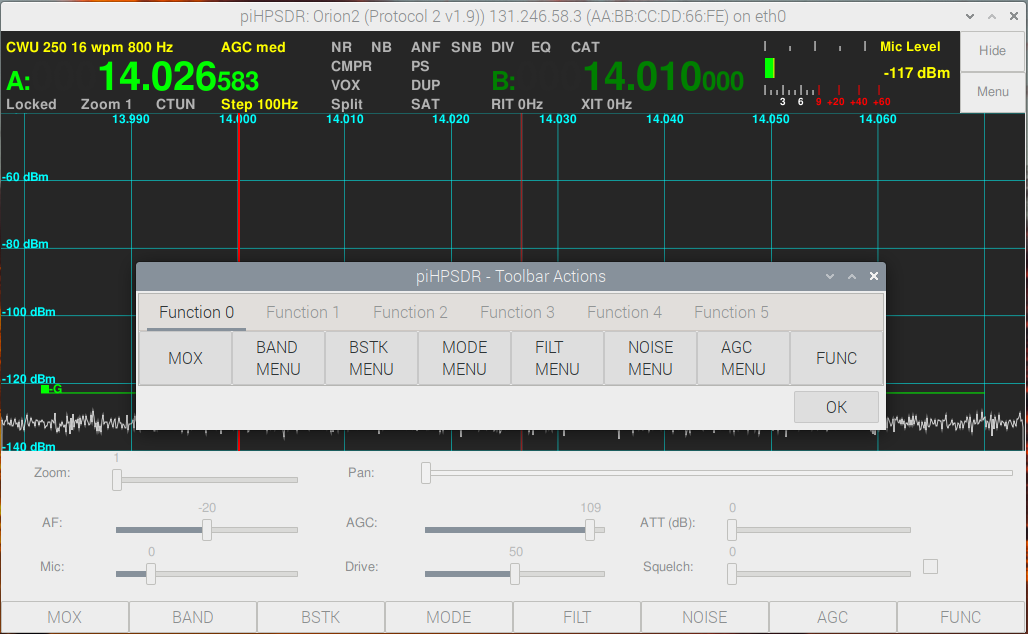 piHPSDR: Orion2 (Protocol 2 v1.9)) 131.246.58.3 (AA:BB:CC:DD:66:FE) on eth0
CWU 250 16 wpm 800 Hz AGC med NR NB ANF SNB DIV EQ CAT Mic Level Hide
CMPR PS
A: 14.026583 VOX DUP B: 14.010000 -117 dBm
Locked Zoom 1 CTUN Step 100Hz Split SAT RIT 0Hz XIT 0Hz 3 6 9 +20 +40 +60 Menu
13.990 14.000 14.010 14.020 14.030 14.040 14.050 14.060
-60 dBm
-80 dBm
piHPSDR - Toolbar Actions
-100 dBm
Function 0 Function 1 Function 2 Function 3 Function 4 Function 5
MOX BAND MENU BSTK MENU MODE MENU FILT MENU NOISE MENU AGC MENU FUNC
-120 dBm
-G
OK
-140 dBm
Zoom: 1 Pan:
AF: -20 AGC: 109 ATT (dB): 0
Mic: 0 Drive: 50 Squelch: 0
MOX BAND BSTK MODE FILT NOISE AGC FUNC